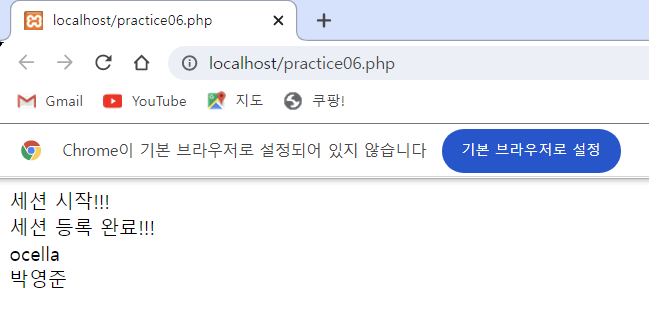 localhost/practice06.php
localhost/practice06.php
Gmail YouTube 지도 쿠팡!
Chrome이 기본 브라우저로 설정되어 있지 않습니다 기본 브라우저로 설정
세션 시작!!!
세션 등록 완료!!!
ocella
박영준